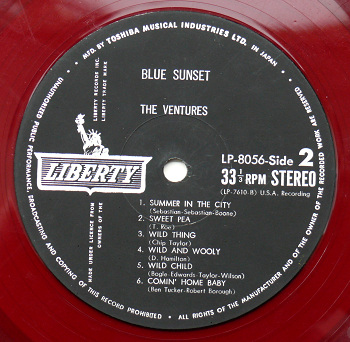 MFD. BY TOSHIBA MUSICAL INDUSTRIES LTD. IN JAPAN
UNAUTHORIZED PUBLIC PERFORMANCE, BROADCASTING AND COPYING OF THIS RECORD PROHIBITED • ALL RIGHTS OF THE MANUFACTURER AND OF THE OWNER OF THE RECORDED WORK ARE RESERVED
LIBERTY RECORDS INC.
LIBERTY TRADE MARK
BLUE SUNSET
THE VENTURES
LIBERTY
MADE UNDER LICENCE FROM
OWNERS OF THE
LP-8056-Side 2
33 1/3 RPM STEREO
(LP-7610 B) U.S.A. Recording
1. SUMMER IN THE CITY
(Sebastian-Sebastian-Boone)
2. SWEET PEA
(T. Roe)
3. WILD THING
(Chip Taylor)
4. WILD AND WOOLY
(D. Hamilton)
5. WILD CHILD
(Bogle Edwards-Taylor-Wilson)
6. COMIN' HOME BABY
(Ben Tucker-Robert Borough)